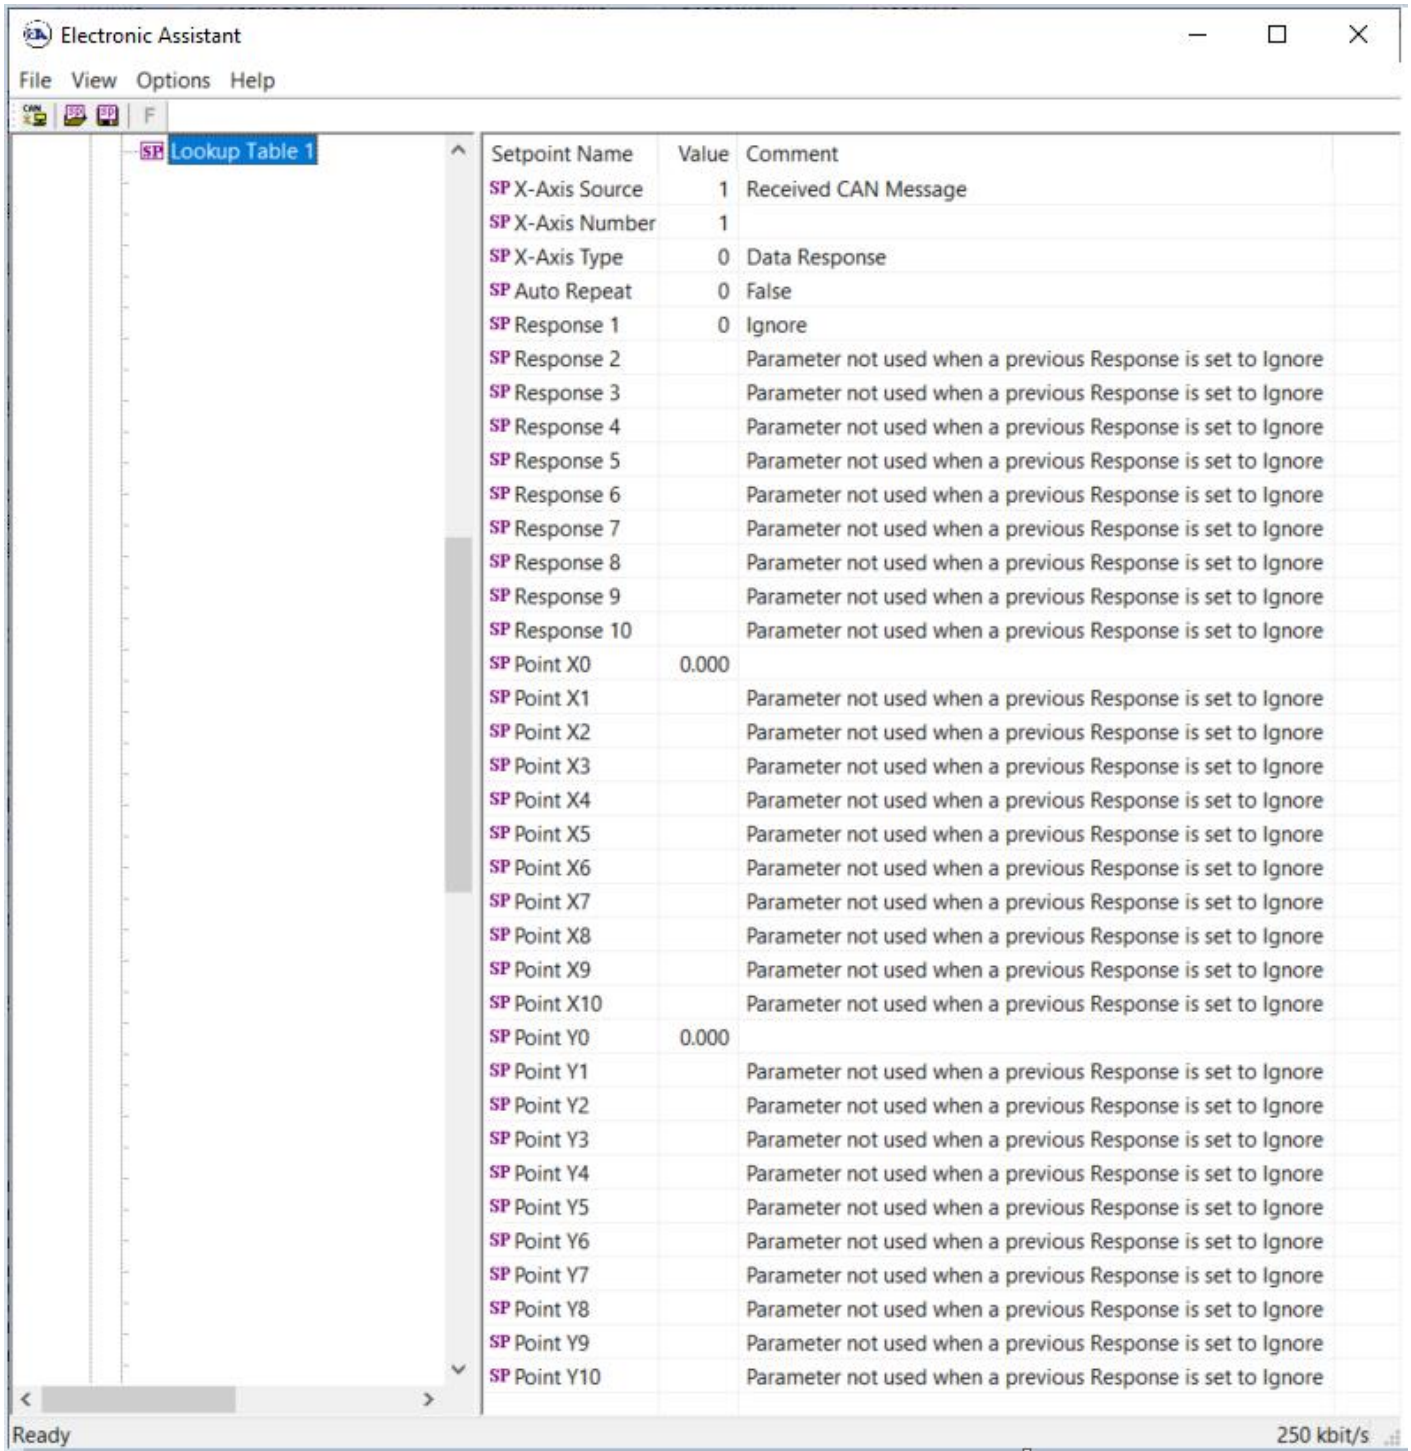 Electronic Assistant
File View Options Help
CAN SP SP F
SP Lookup Table 1
Setpoint Name Value Comment
SP X-Axis Source 1 Received CAN Message
SP X-Axis Number 1
SP X-Axis Type 0 Data Response
SP Auto Repeat 0 False
SP Response 1 0 Ignore
SP Response 2 Parameter not used when a previous Response is set to Ignore
SP Response 3 Parameter not used when a previous Response is set to Ignore
SP Response 4 Parameter not used when a previous Response is set to Ignore
SP Response 5 Parameter not used when a previous Response is set to Ignore
SP Response 6 Parameter not used when a previous Response is set to Ignore
SP Response 7 Parameter not used when a previous Response is set to Ignore
SP Response 8 Parameter not used when a previous Response is set to Ignore
SP Response 9 Parameter not used when a previous Response is set to Ignore
SP Response 10 Parameter not used when a previous Response is set to Ignore
SP Point X0 0.000
SP Point X1 Parameter not used when a previous Response is set to Ignore
SP Point X2 Parameter not used when a previous Response is set to Ignore
SP Point X3 Parameter not used when a previous Response is set to Ignore
SP Point X4 Parameter not used when a previous Response is set to Ignore
SP Point X5 Parameter not used when a previous Response is set to Ignore
SP Point X6 Parameter not used when a previous Response is set to Ignore
SP Point X7 Parameter not used when a previous Response is set to Ignore
SP Point X8 Parameter not used when a previous Response is set to Ignore
SP Point X9 Parameter not used when a previous Response is set to Ignore
SP Point X10 Parameter not used when a previous Response is set to Ignore
SP Point Y0 0.000
SP Point Y1 Parameter not used when a previous Response is set to Ignore
SP Point Y2 Parameter not used when a previous Response is set to Ignore
SP Point Y3 Parameter not used when a previous Response is set to Ignore
SP Point Y4 Parameter not used when a previous Response is set to Ignore
SP Point Y5 Parameter not used when a previous Response is set to Ignore
SP Point Y6 Parameter not used when a previous Response is set to Ignore
SP Point Y7 Parameter not used when a previous Response is set to Ignore
SP Point Y8 Parameter not used when a previous Response is set to Ignore
SP Point Y9 Parameter not used when a previous Response is set to Ignore
SP Point Y10 Parameter not used when a previous Response is set to Ignore
Ready 250 kbit/s